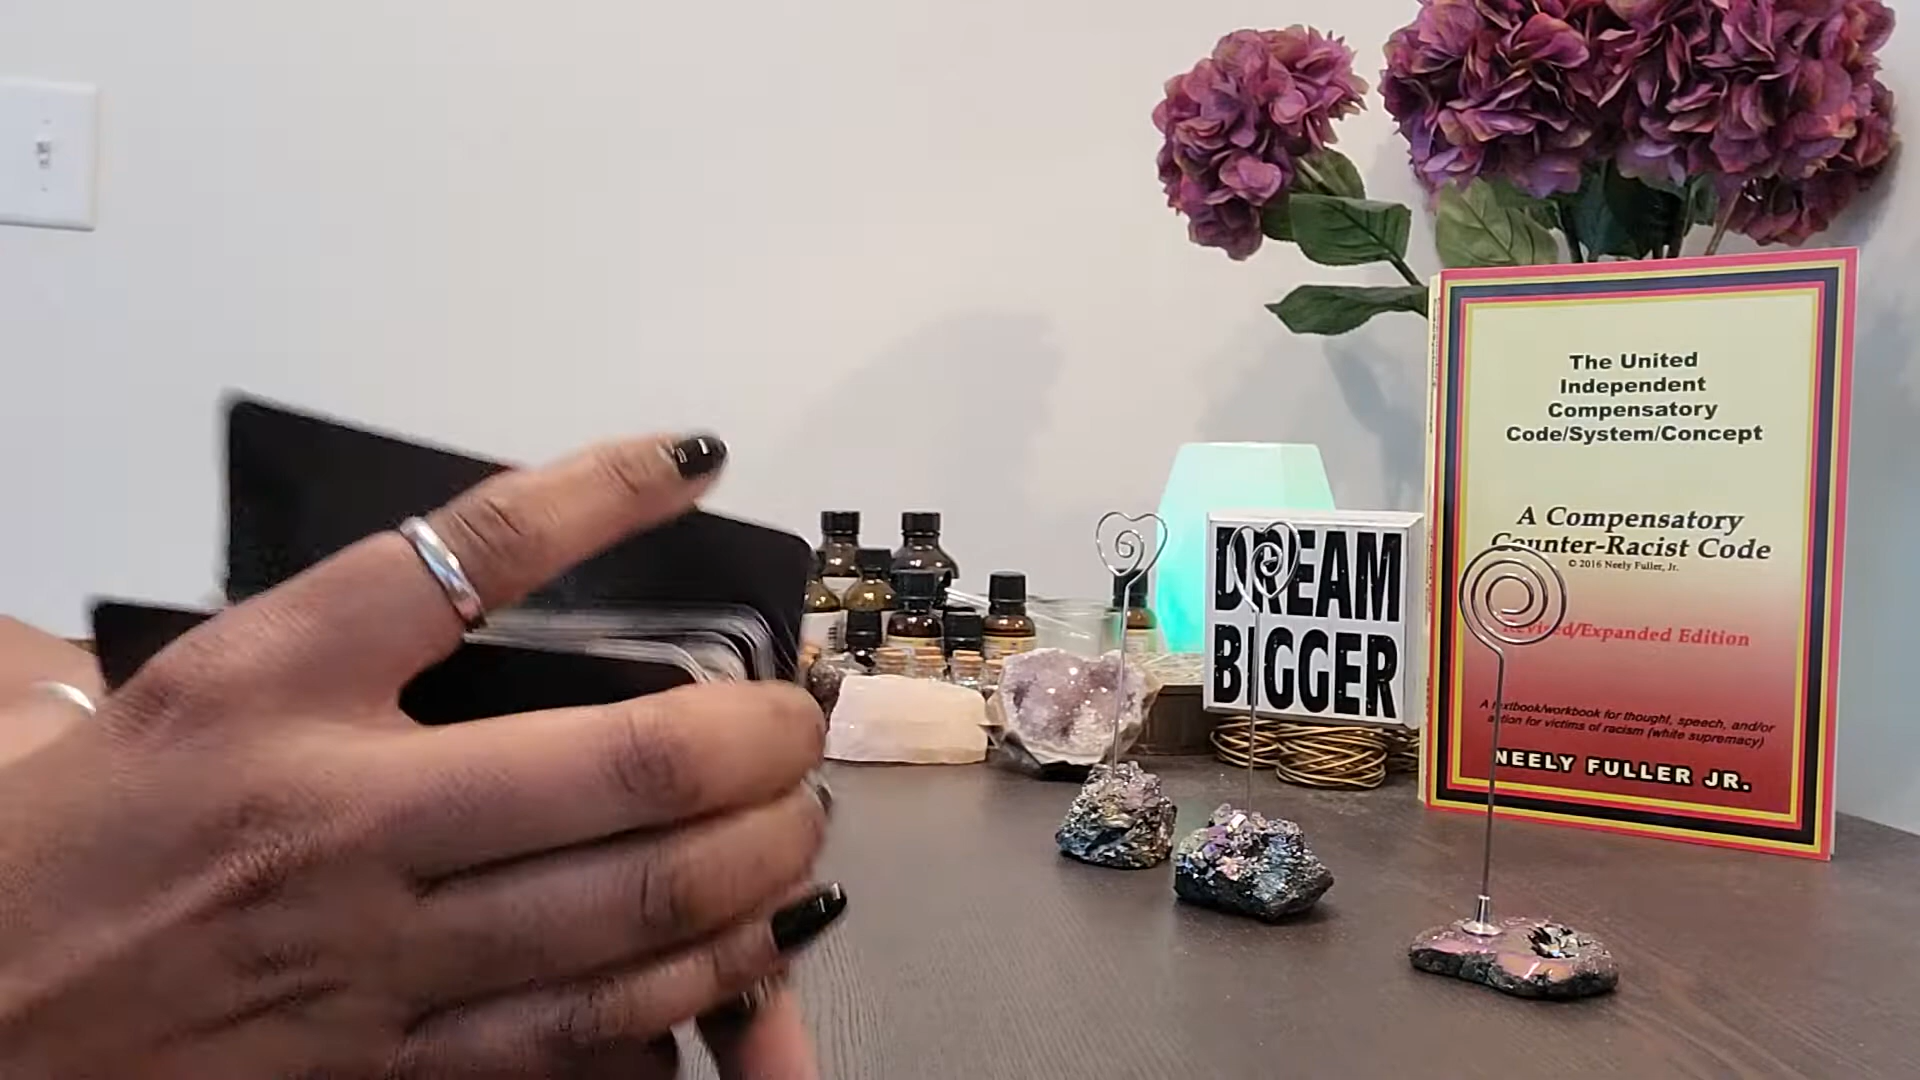 DREAM
BIGGER
The United
Independent
Compensatory
Code/System/Concept
A Compensatory
Counter-Racist Code
© 2016 Neely Fuller, Jr.
Revised/Expanded Edition
A textbook/workbook for thought, speech, and/or
action for victims of racism (white supremacy)
NEELY FULLER JR.